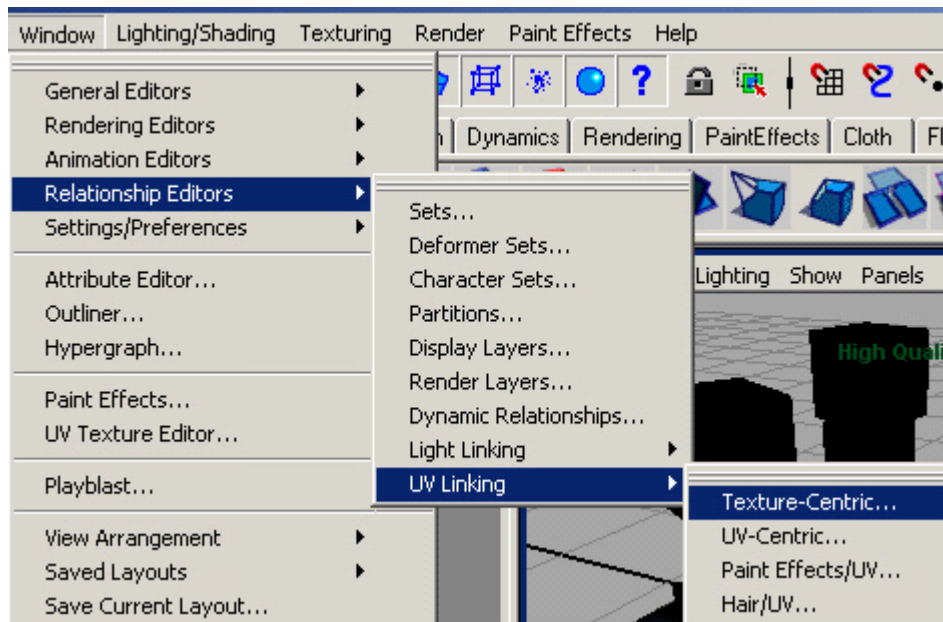 Window Lighting/Shading Texturing Render Paint Effects Help
?
Dynamics Rendering PaintEffects Cloth
General Editors
Rendering Editors
Animation Editors
Relationship Editors
Settings/Preferences
Attribute Editor...
Outliner...
Hypergraph...
Paint Effects...
UV Texture Editor...
Playblast...
View Arrangement
Saved Layouts
Save Current Layout...
Sets...
Deformer Sets...
Character Sets...
Partitions...
Display Layers...
Render Layers...
Dynamic Relationships...
Light Linking
UV Linking
Texture-Centric...
UV-Centric...
Paint Effects/UV...
Hair/UV...
Lighting Show Panels
High Quali